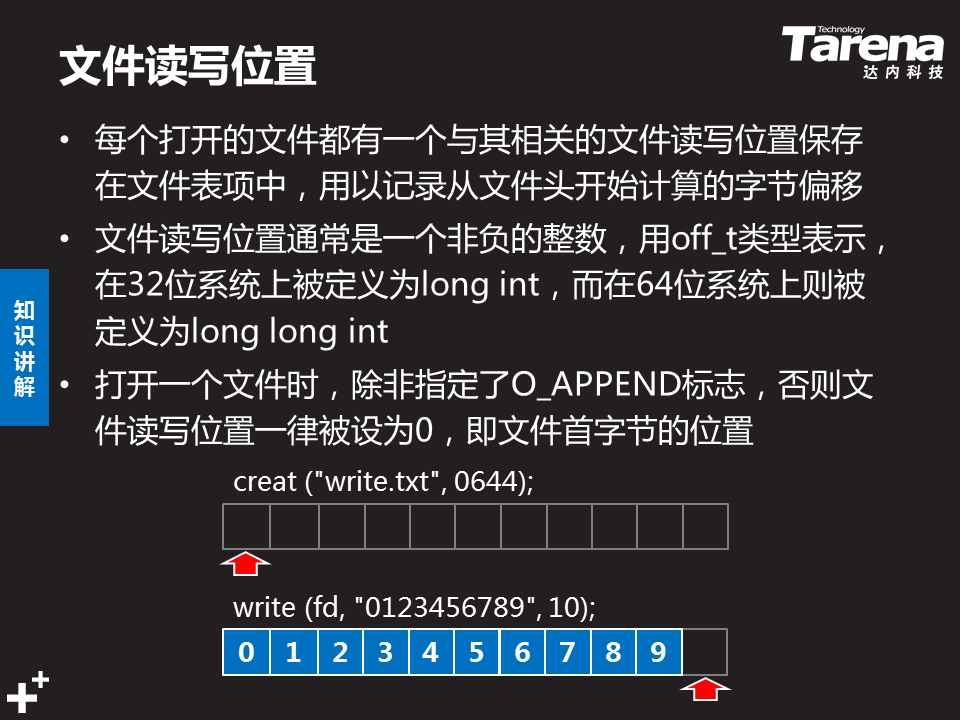 文件读写位置
Technology
Tarena
达内科技
• 每个打开的文件都有一个与其相关的文件读写位置保存
在文件表项中，用以记录从文件头开始计算的字节偏移
• 文件读写位置通常是一个非负的整数，用off_t类型表示，
在32位系统上被定义为long int，而在64位系统上则被
定义为long long int
知识讲解
• 打开一个文件时，除非指定了O_APPEND标志，否则文
件读写位置一律被设为0，即文件首字节的位置
creat ("write.txt", 0644);
write (fd, "0123456789", 10);
0 1 2 3 4 5 6 7 8 9